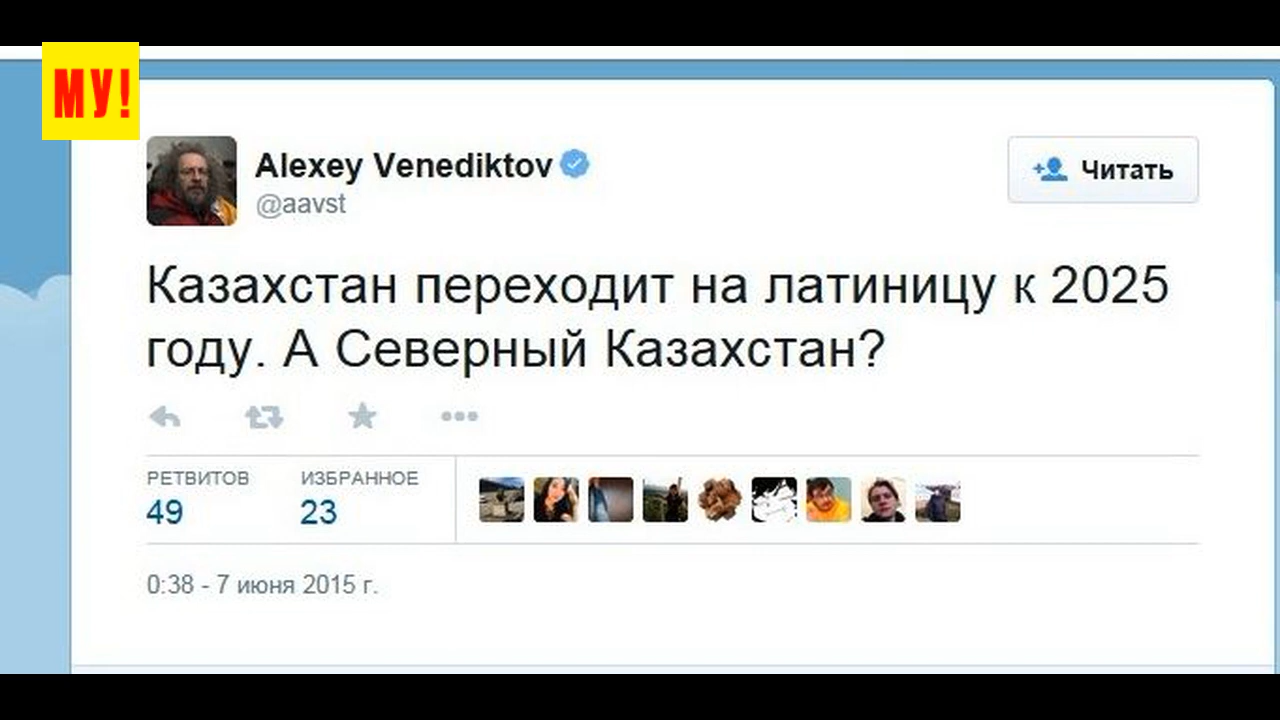 МУ!
Alexey Venediktov
@aavst
Читать
Казахстан переходит на латиницу к 2025
году. А Северный Казахстан?
РЕТВИТОВ ИЗБРАННОЕ
49 23
0:38 - 7 июня 2015 г.